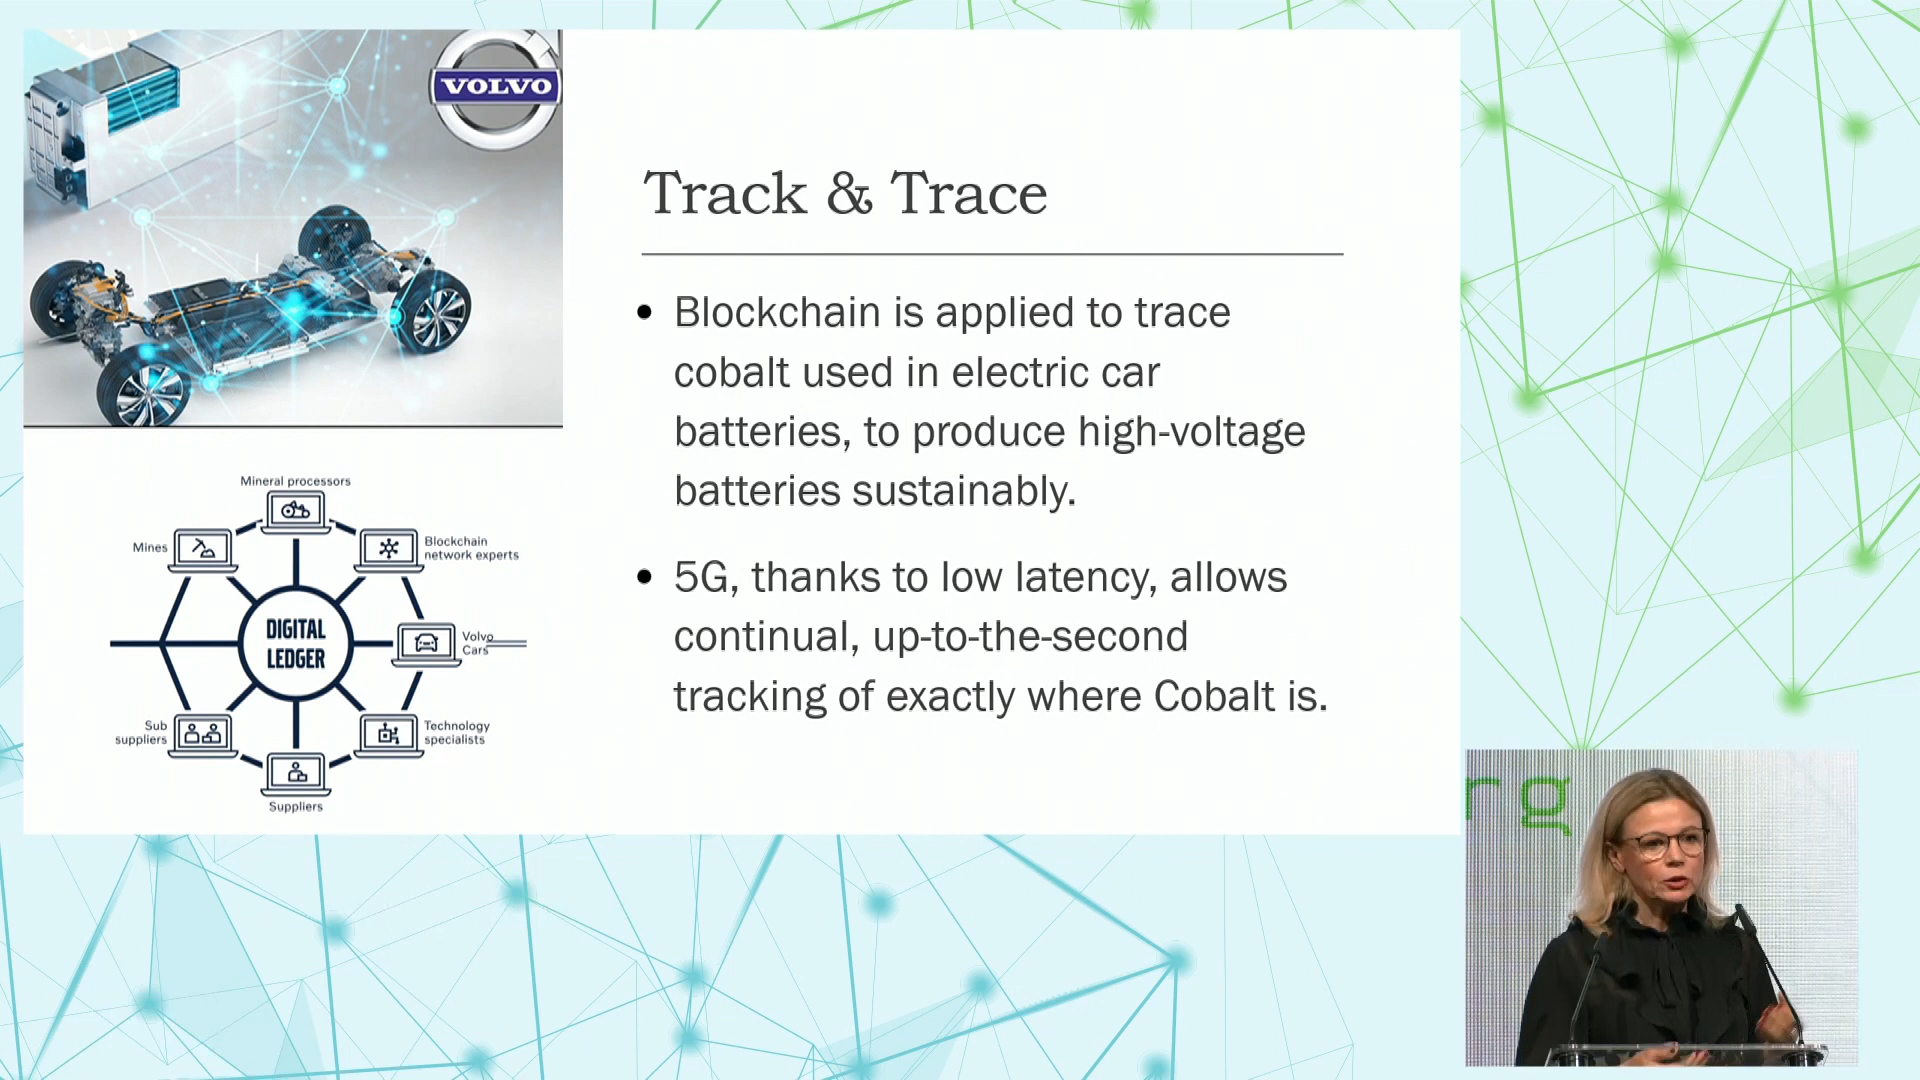 VOLVO
Track & Trace
• Blockchain is applied to trace
cobalt used in electric car
batteries, to produce high-voltage
batteries sustainably.
• 5G, thanks to low latency, allows
continual, up-to-the-second
tracking of exactly where Cobalt is.
Mineral processors
Mines
Blockchain
network experts
DIGITAL
LEDGER
Volvo
Cars
Sub
suppliers
Technology
specialists
Suppliers
rg